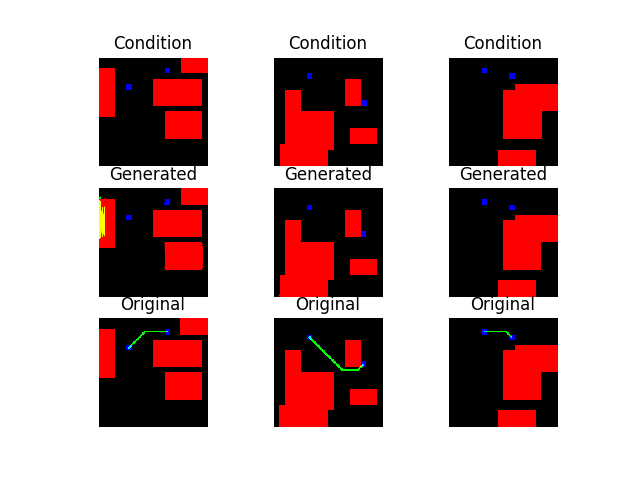 Condition Condition Condition
Generated Generated Generated
Original Original Original